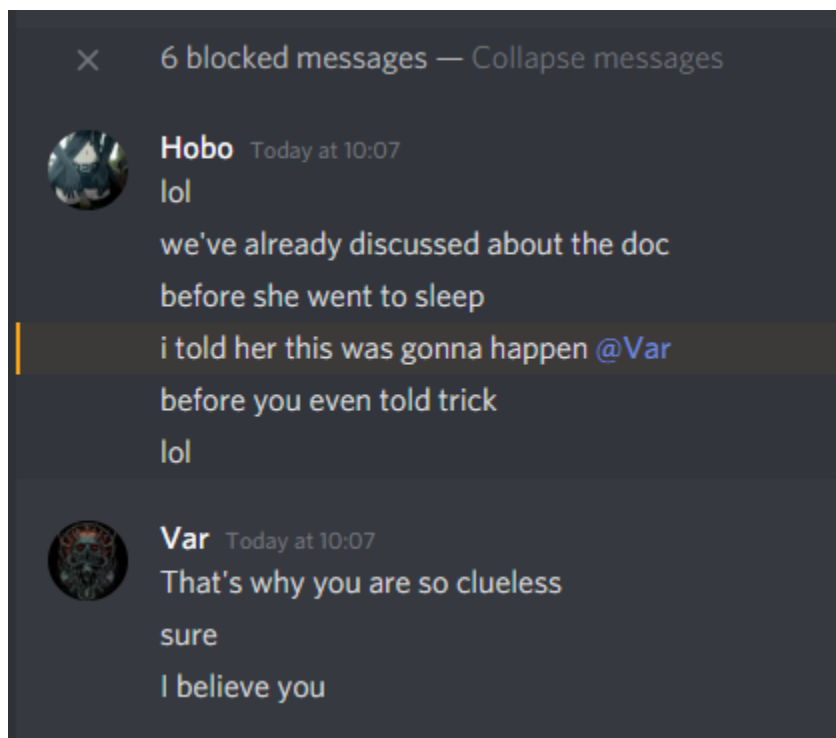 6 blocked messages — Collapse messages
Hobo Today at 10:07
lol
we've already discussed about the doc
before she went to sleep
i told her this was gonna happen @Var
before you even told trick
lol
Var Today at 10:07
That's why you are so clueless
sure
I believe you